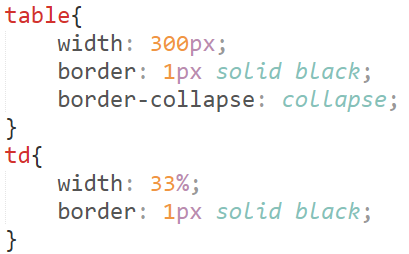 table{
    width: 300px;
    border: 1px solid black;
    border-collapse: collapse;
}
td{
    width: 33%;
    border: 1px solid black;
}